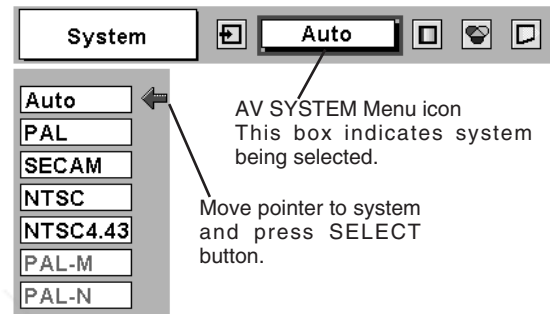 System
Auto
Auto
PAL
SECAM
NTSC
NTSC4.43
PAL-M
PAL-N
AV SYSTEM Menu icon
This box indicates system
being selected.
Move pointer to system
and press SELECT
button.